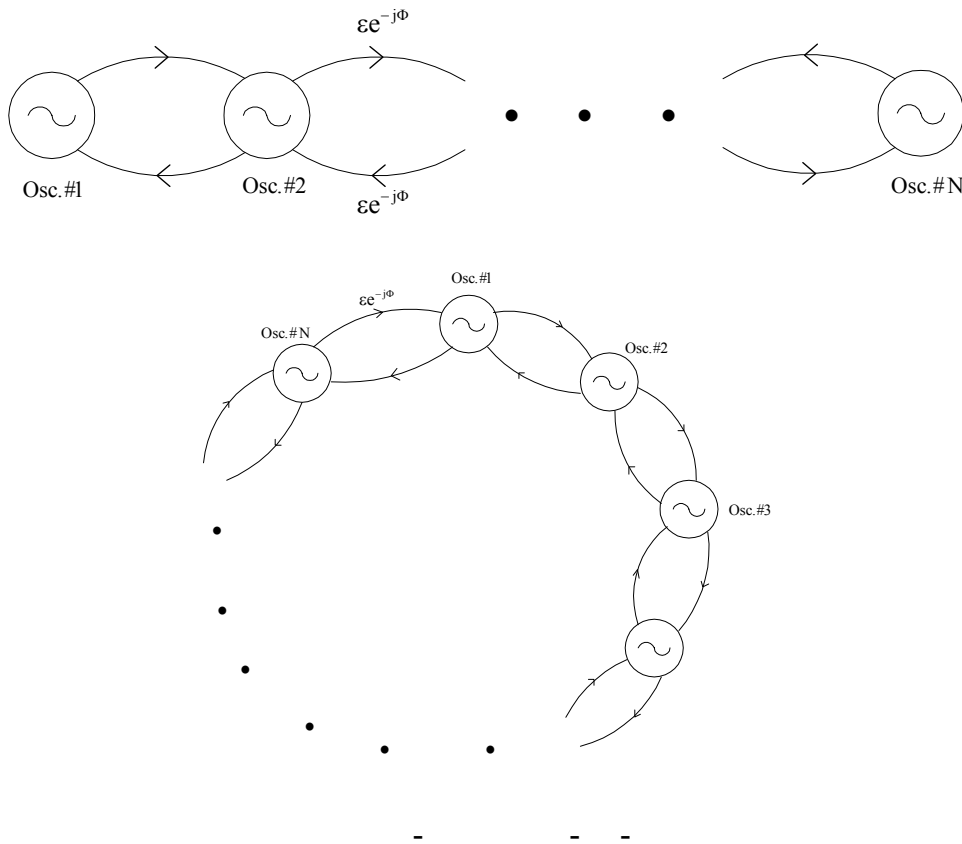 εe^{-jΦ}
Osc.#1 Osc.#2 εe^{-jΦ} Osc.#N
Osc.#1
εe^{-jΦ}
Osc.#N
Osc.#2
Osc.#3
- - -